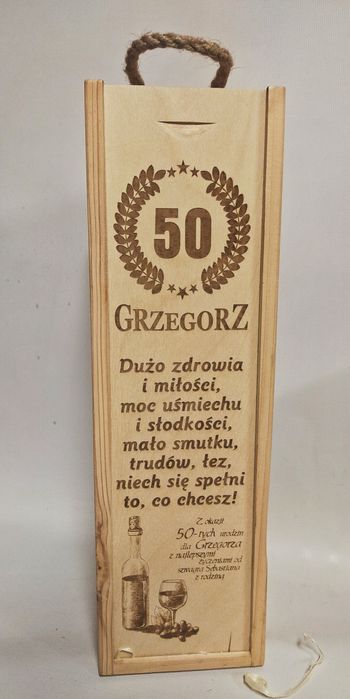 50
GRZEGORZ
Dużo zdrowia
i miłości,
moc uśmiechu
i słodkości,
mało smutku,
trudów, łez,
niech się spełni
to, co chcesz!
Z okazji
50-tych urodzin
dla Grzegorza
z najlepszymi
życzeniami od
szwagra Sebastiana
z rodziną